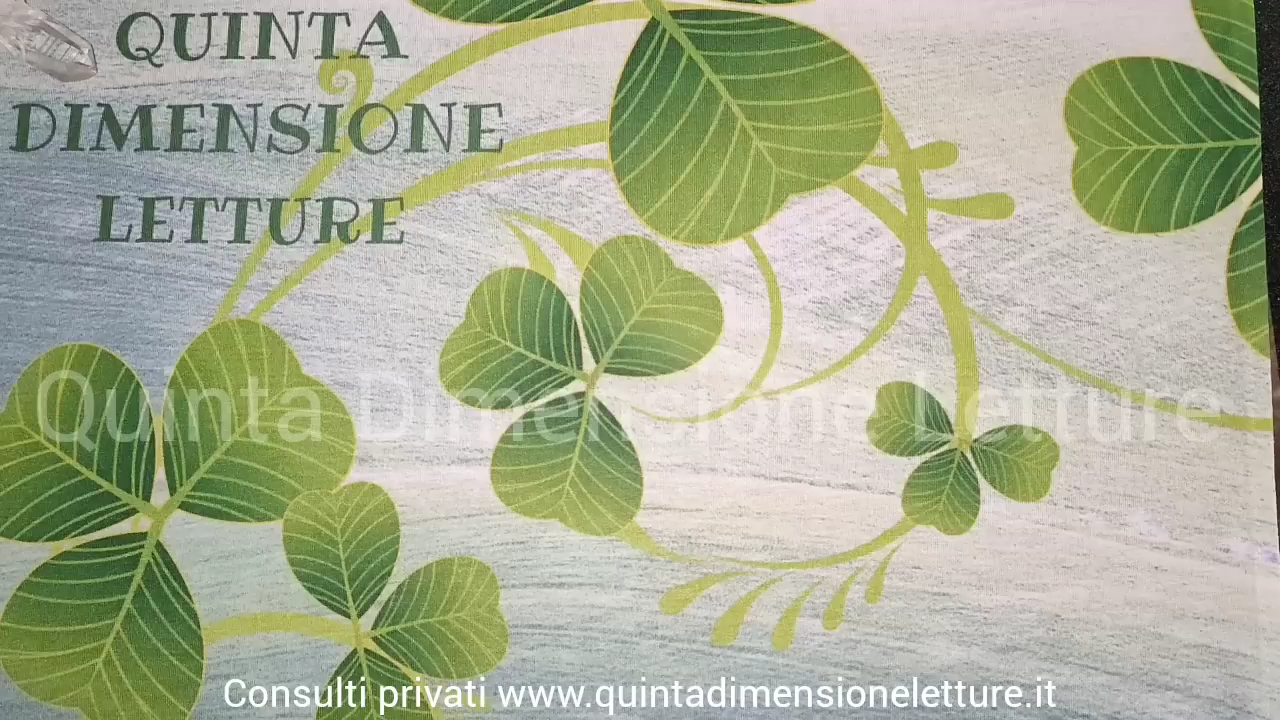 QUINTA
DIMENSIONE
LETTURE
Quinta Dimensione Letture
Consulti privati www.quintadimensioneletture.it